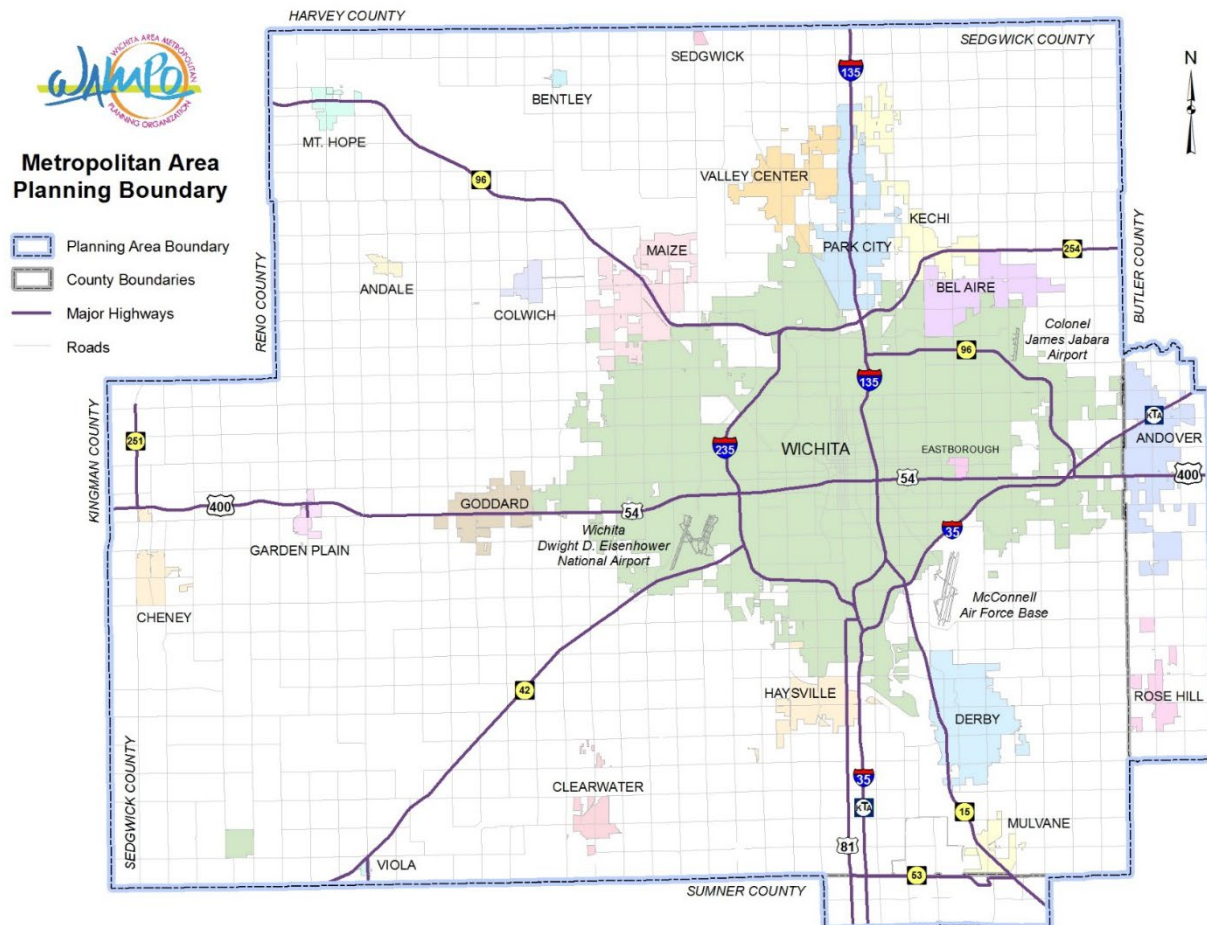 HARVEY COUNTY
SEDGWICK COUNTY
WICHITA AREA METROPOLITAN
WAMPO
PLANNING ORGANIZATION
Metropolitan Area
Planning Boundary
Planning Area Boundary
County Boundaries
Major Highways
Roads
N
SEDGWICK
135
BENTLEY
MT. HOPE
96
VALLEY CENTER
KECHI
PARK CITY
MAIZE
254
BEL AIRE
ANDALE
COLWICH
RENO COUNTY
BUTLER COUNTY
Colonel
James Jabara
Airport
96
135
KTA
ANDOVER
KINGMAN COUNTY
251
235
WICHITA
EASTBOROUGH
54
400
400
GODDARD
54
GARDEN PLAIN
Wichita
Dwight D. Eisenhower
National Airport
35
CHENEY
McConnell
Air Force Base
42
HAYSVILLE
DERBY
ROSE HILL
SEDGWICK COUNTY
CLEARWATER
35
KTA
15
MULVANE
81
VIOLA
53
SUMNER COUNTY